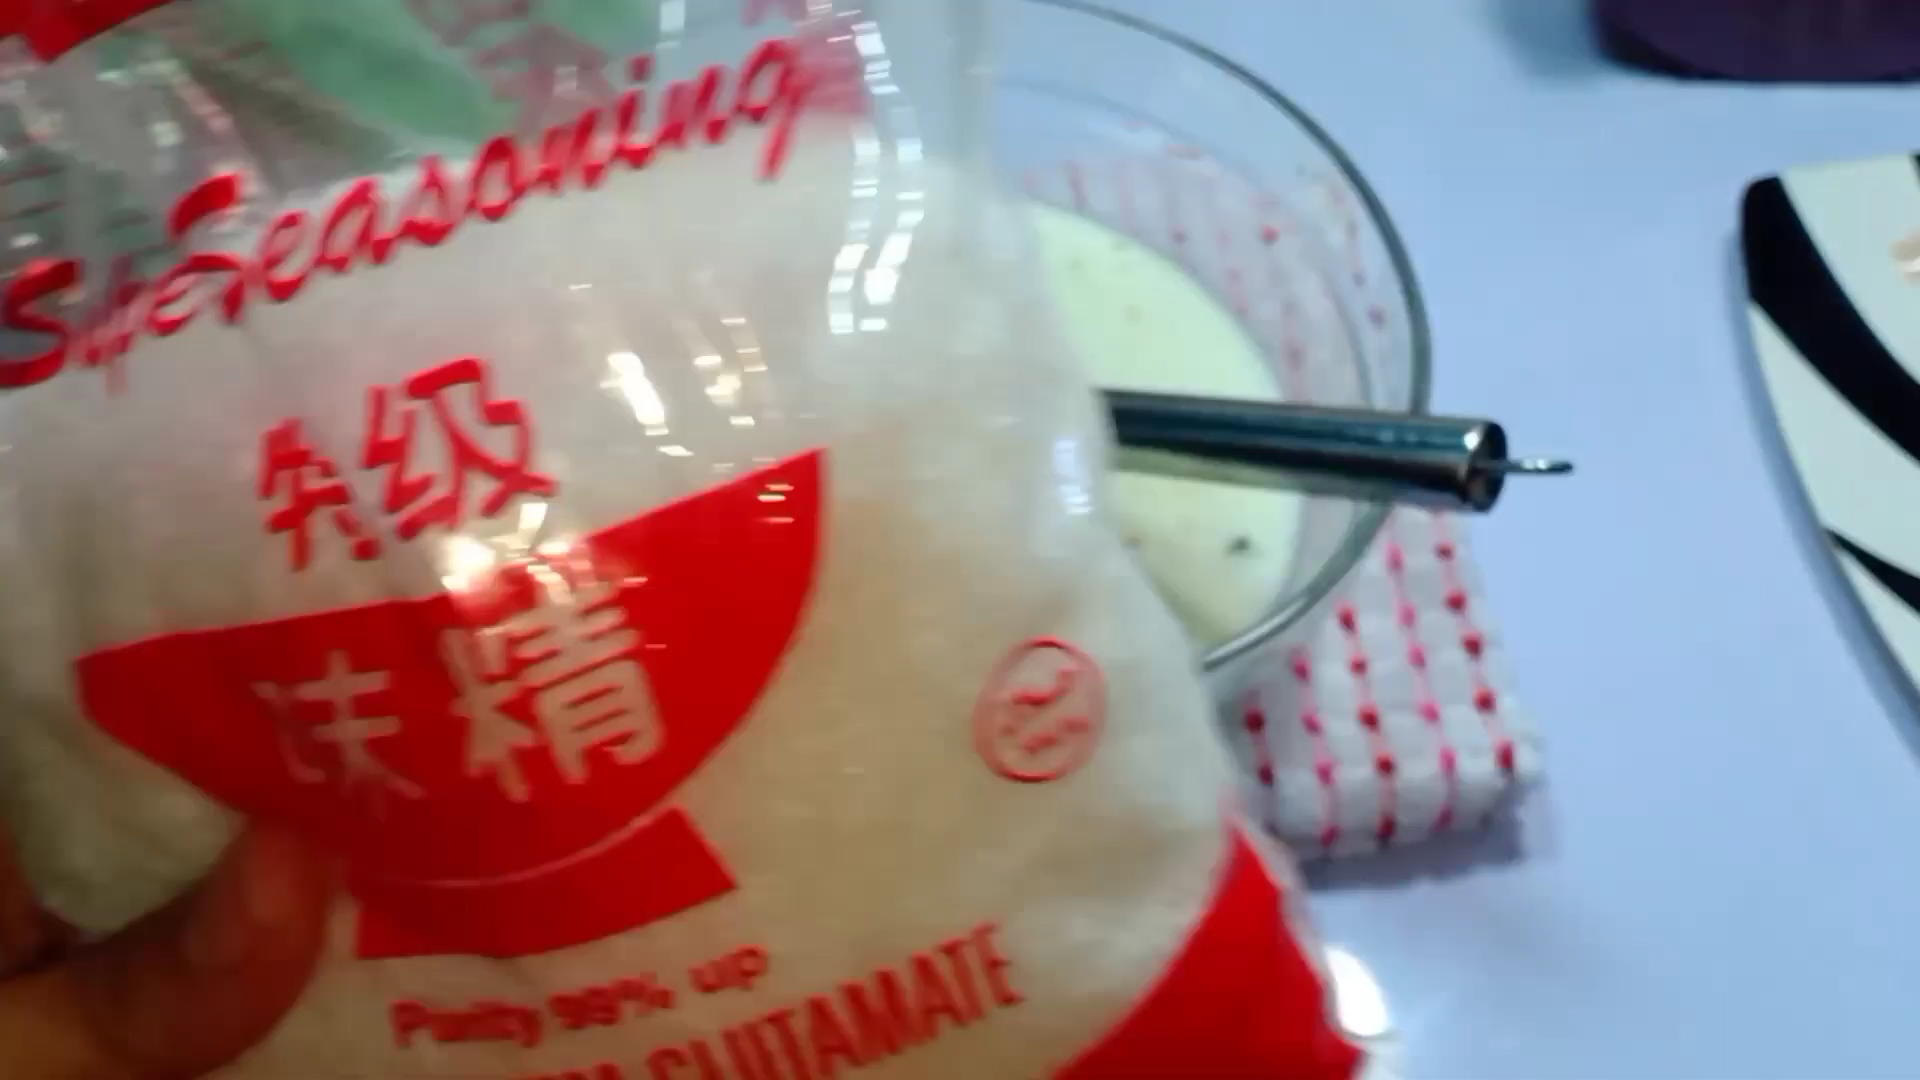 Seasoning
特级
味精
Purity 99% up
GLUTAMATE